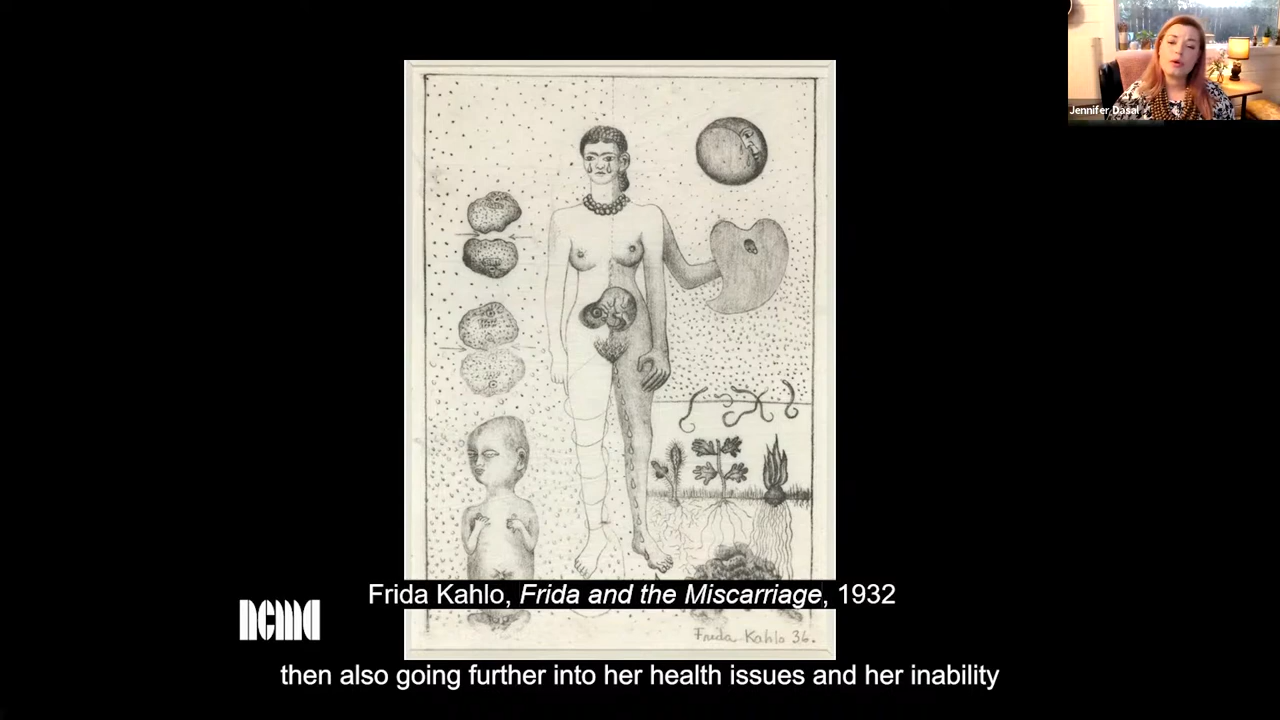 Jennifer Dasal
Frida Kahlo, Frida and the Miscarriage, 1932
ncma
Frieda Kahlo 36.
then also going further into her health issues and her inability